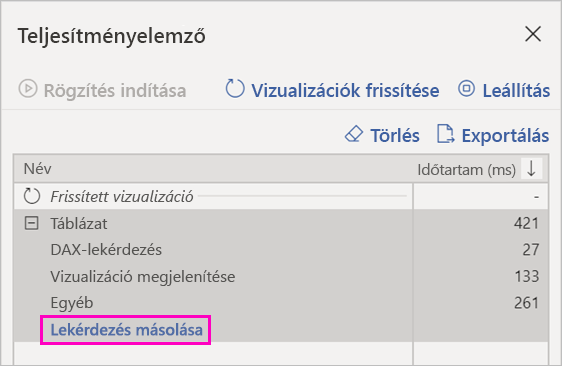 Teljesítményelemző
Rögzítés indítása Vizualizációk frissítése Leállítás
Törlés Exportálás
Név Időtartam (ms)
Frissített vizualizáció -
Táblázat 421
DAX-lekérdezés 27
Vizualizáció megjelenítése 133
Egyéb 261
Lekérdezés másolása